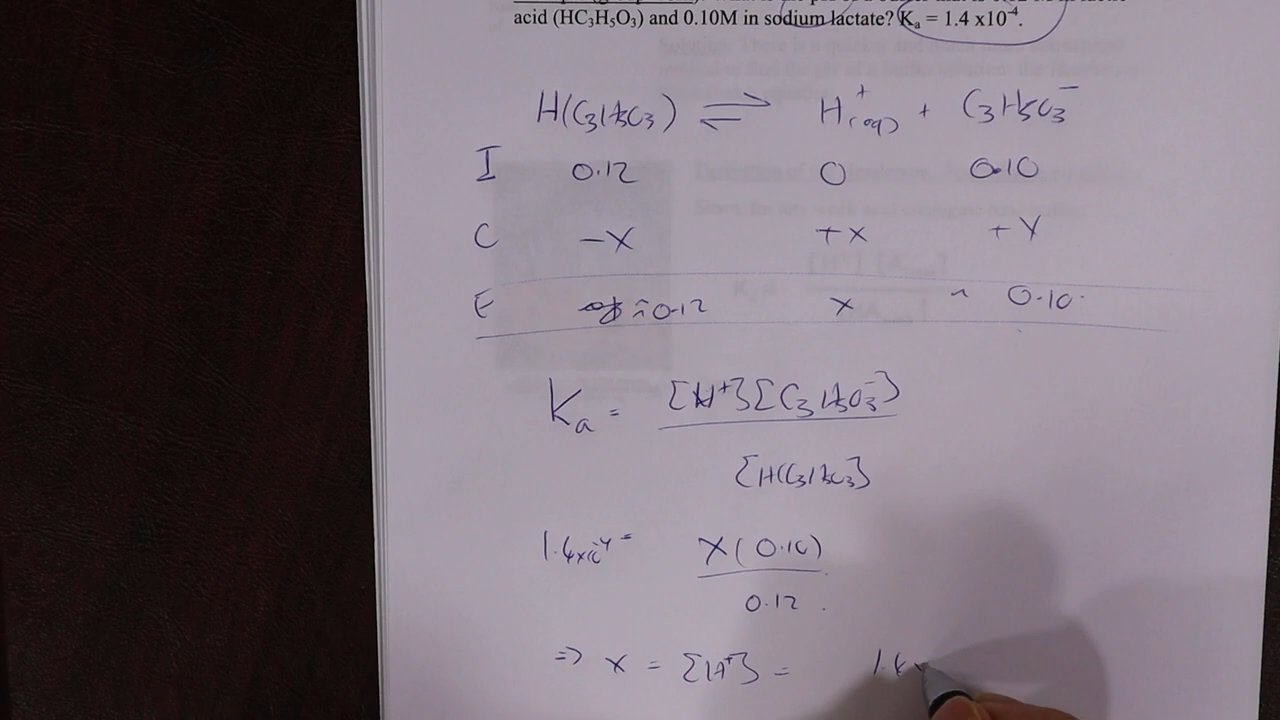 acid (HC₃H₅O₃) and 0.10M in sodium lactate? Kₐ = 1.4 x10⁻⁴.
H(C₃H₅O₃) ⇌ H⁺(aq) + C₃H₅O₃⁻
I 0.12 0 0.10
C -x +x +x
E ≈0.12 x ~ 0.10
Kₐ = [H⁺][C₃H₅O₃⁻]
[HC₃H₅O₃]
1.4x10⁻⁴ = x(0.10)
0.12
⇒ x = [H⁺] = 1.4x